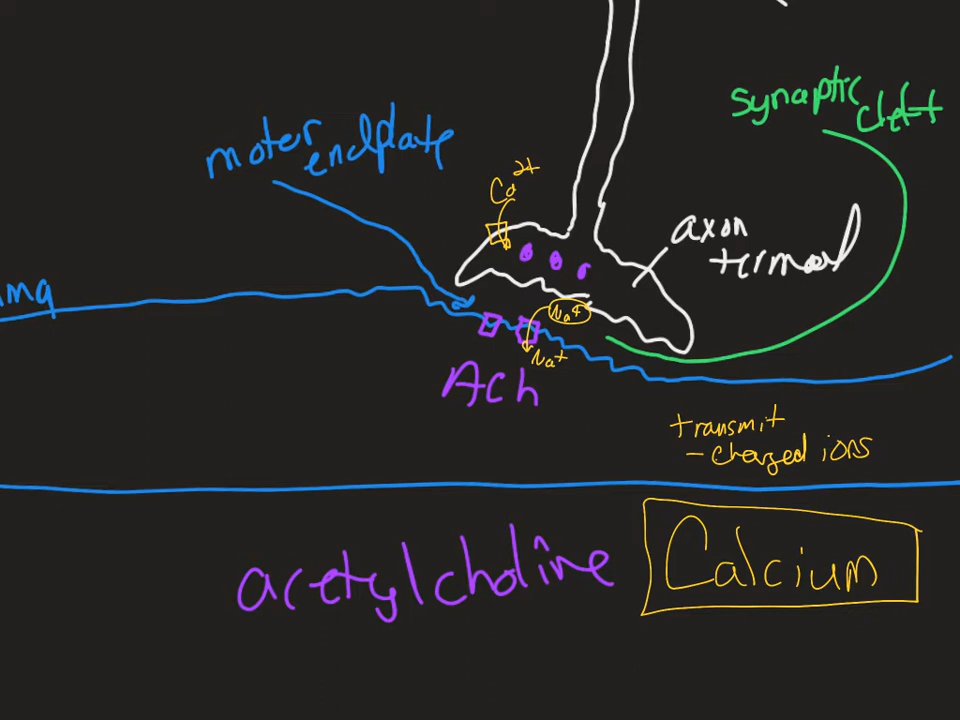 synaptic
cleft
moter
endplate
Ca2+
axon
termal
ma
Na+
Na+
ACh
transmit
- charged ions
acetylcholine
Calcium